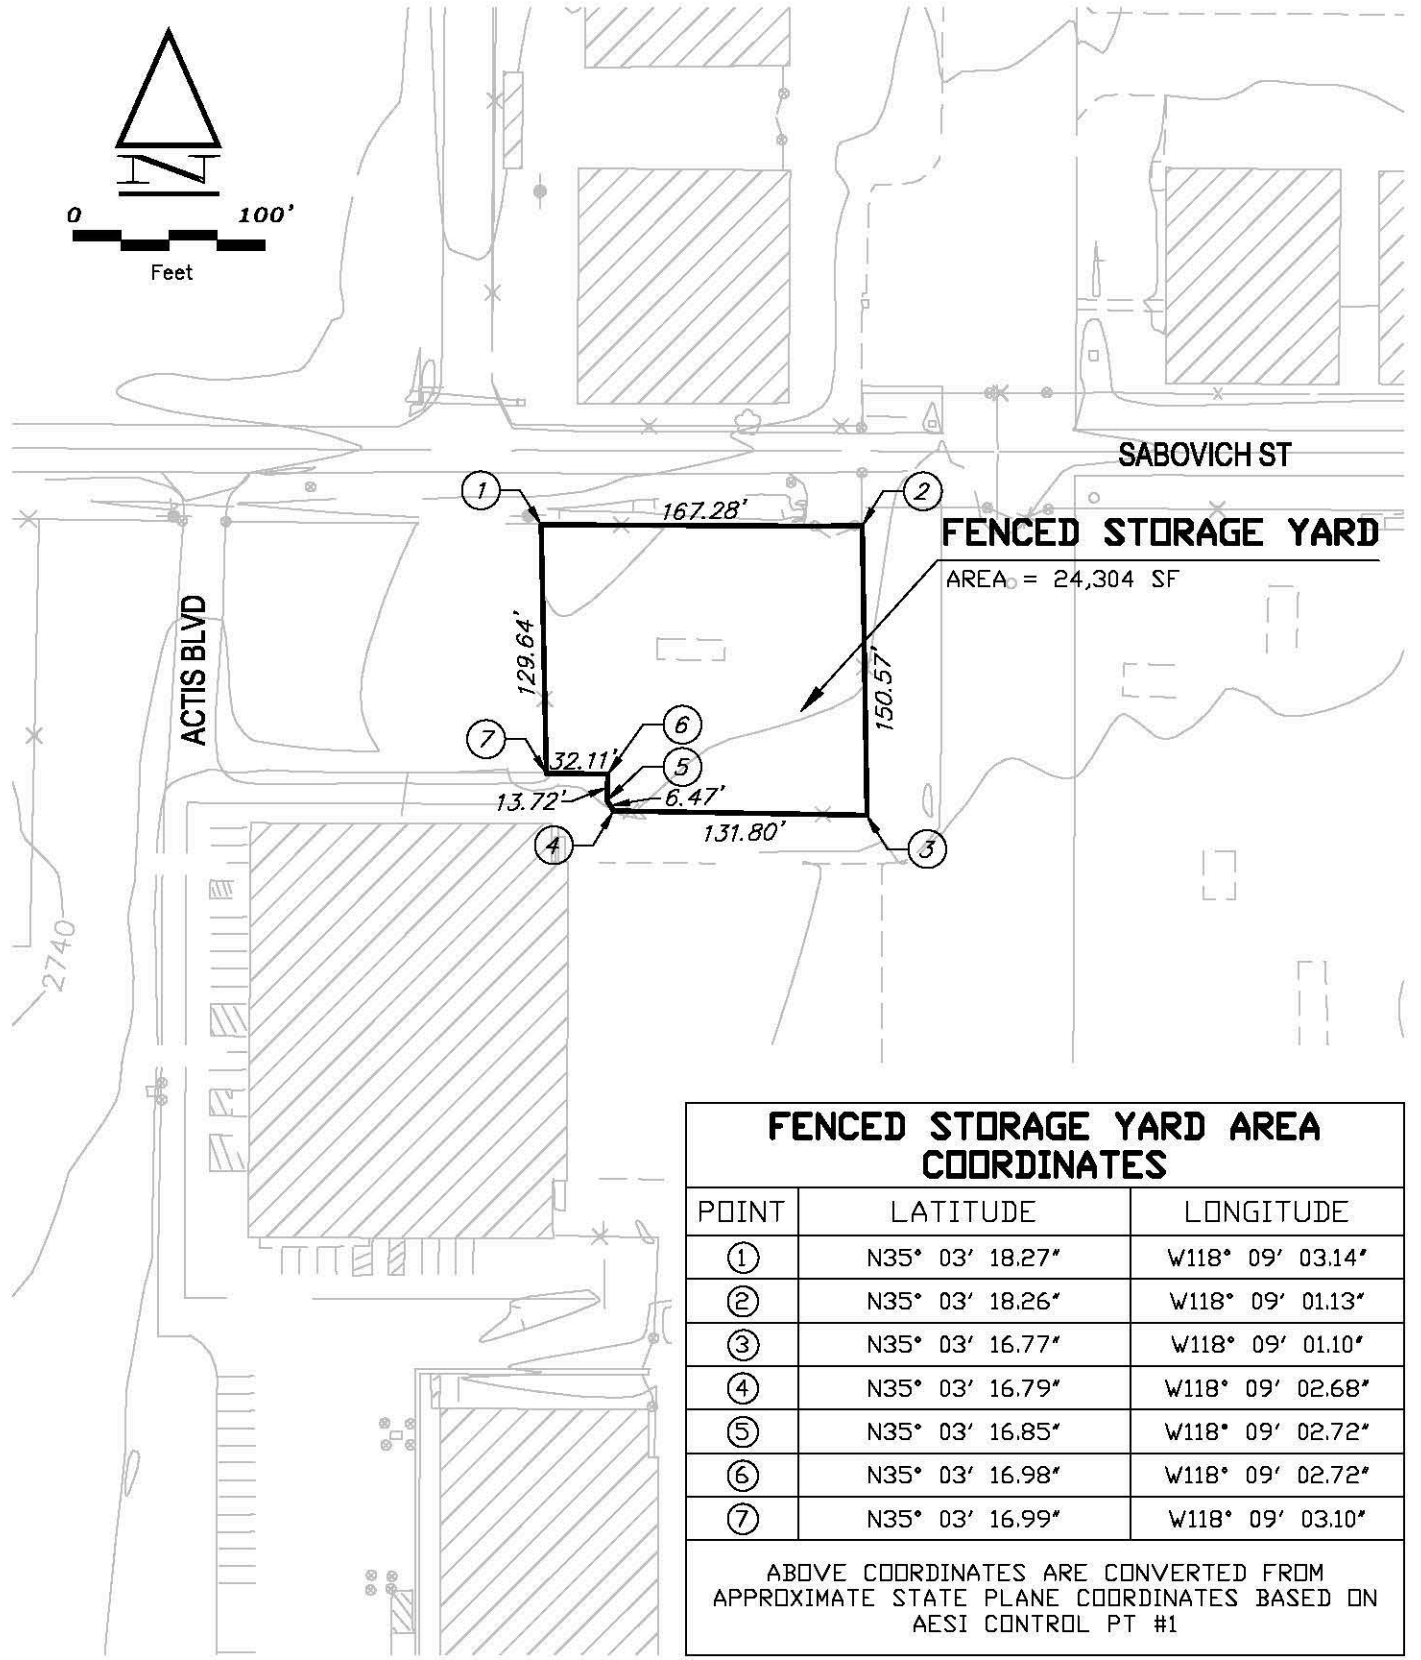 N
0 100'
Feet
SABOVICH ST
1
167.28'
2
FENCED STORAGE YARD
AREA = 24,304 SF
ACTIS BLVD
129.64'
150.57'
6
7
32.11'
5
13.72'
6.47'
4
131.80'
3
2740
FENCED STORAGE YARD AREA
COORDINATES
POINT LATITUDE LONGITUDE
1 N35° 03' 18.27" W118° 09' 03.14"
2 N35° 03' 18.26" W118° 09' 01.13"
3 N35° 03' 16.77" W118° 09' 01.10"
4 N35° 03' 16.79" W118° 09' 02.68"
5 N35° 03' 16.85" W118° 09' 02.72"
6 N35° 03' 16.98" W118° 09' 02.72"
7 N35° 03' 16.99" W118° 09' 03.10"
ABOVE COORDINATES ARE CONVERTED FROM
APPROXIMATE STATE PLANE COORDINATES BASED ON
AESI CONTROL PT #1